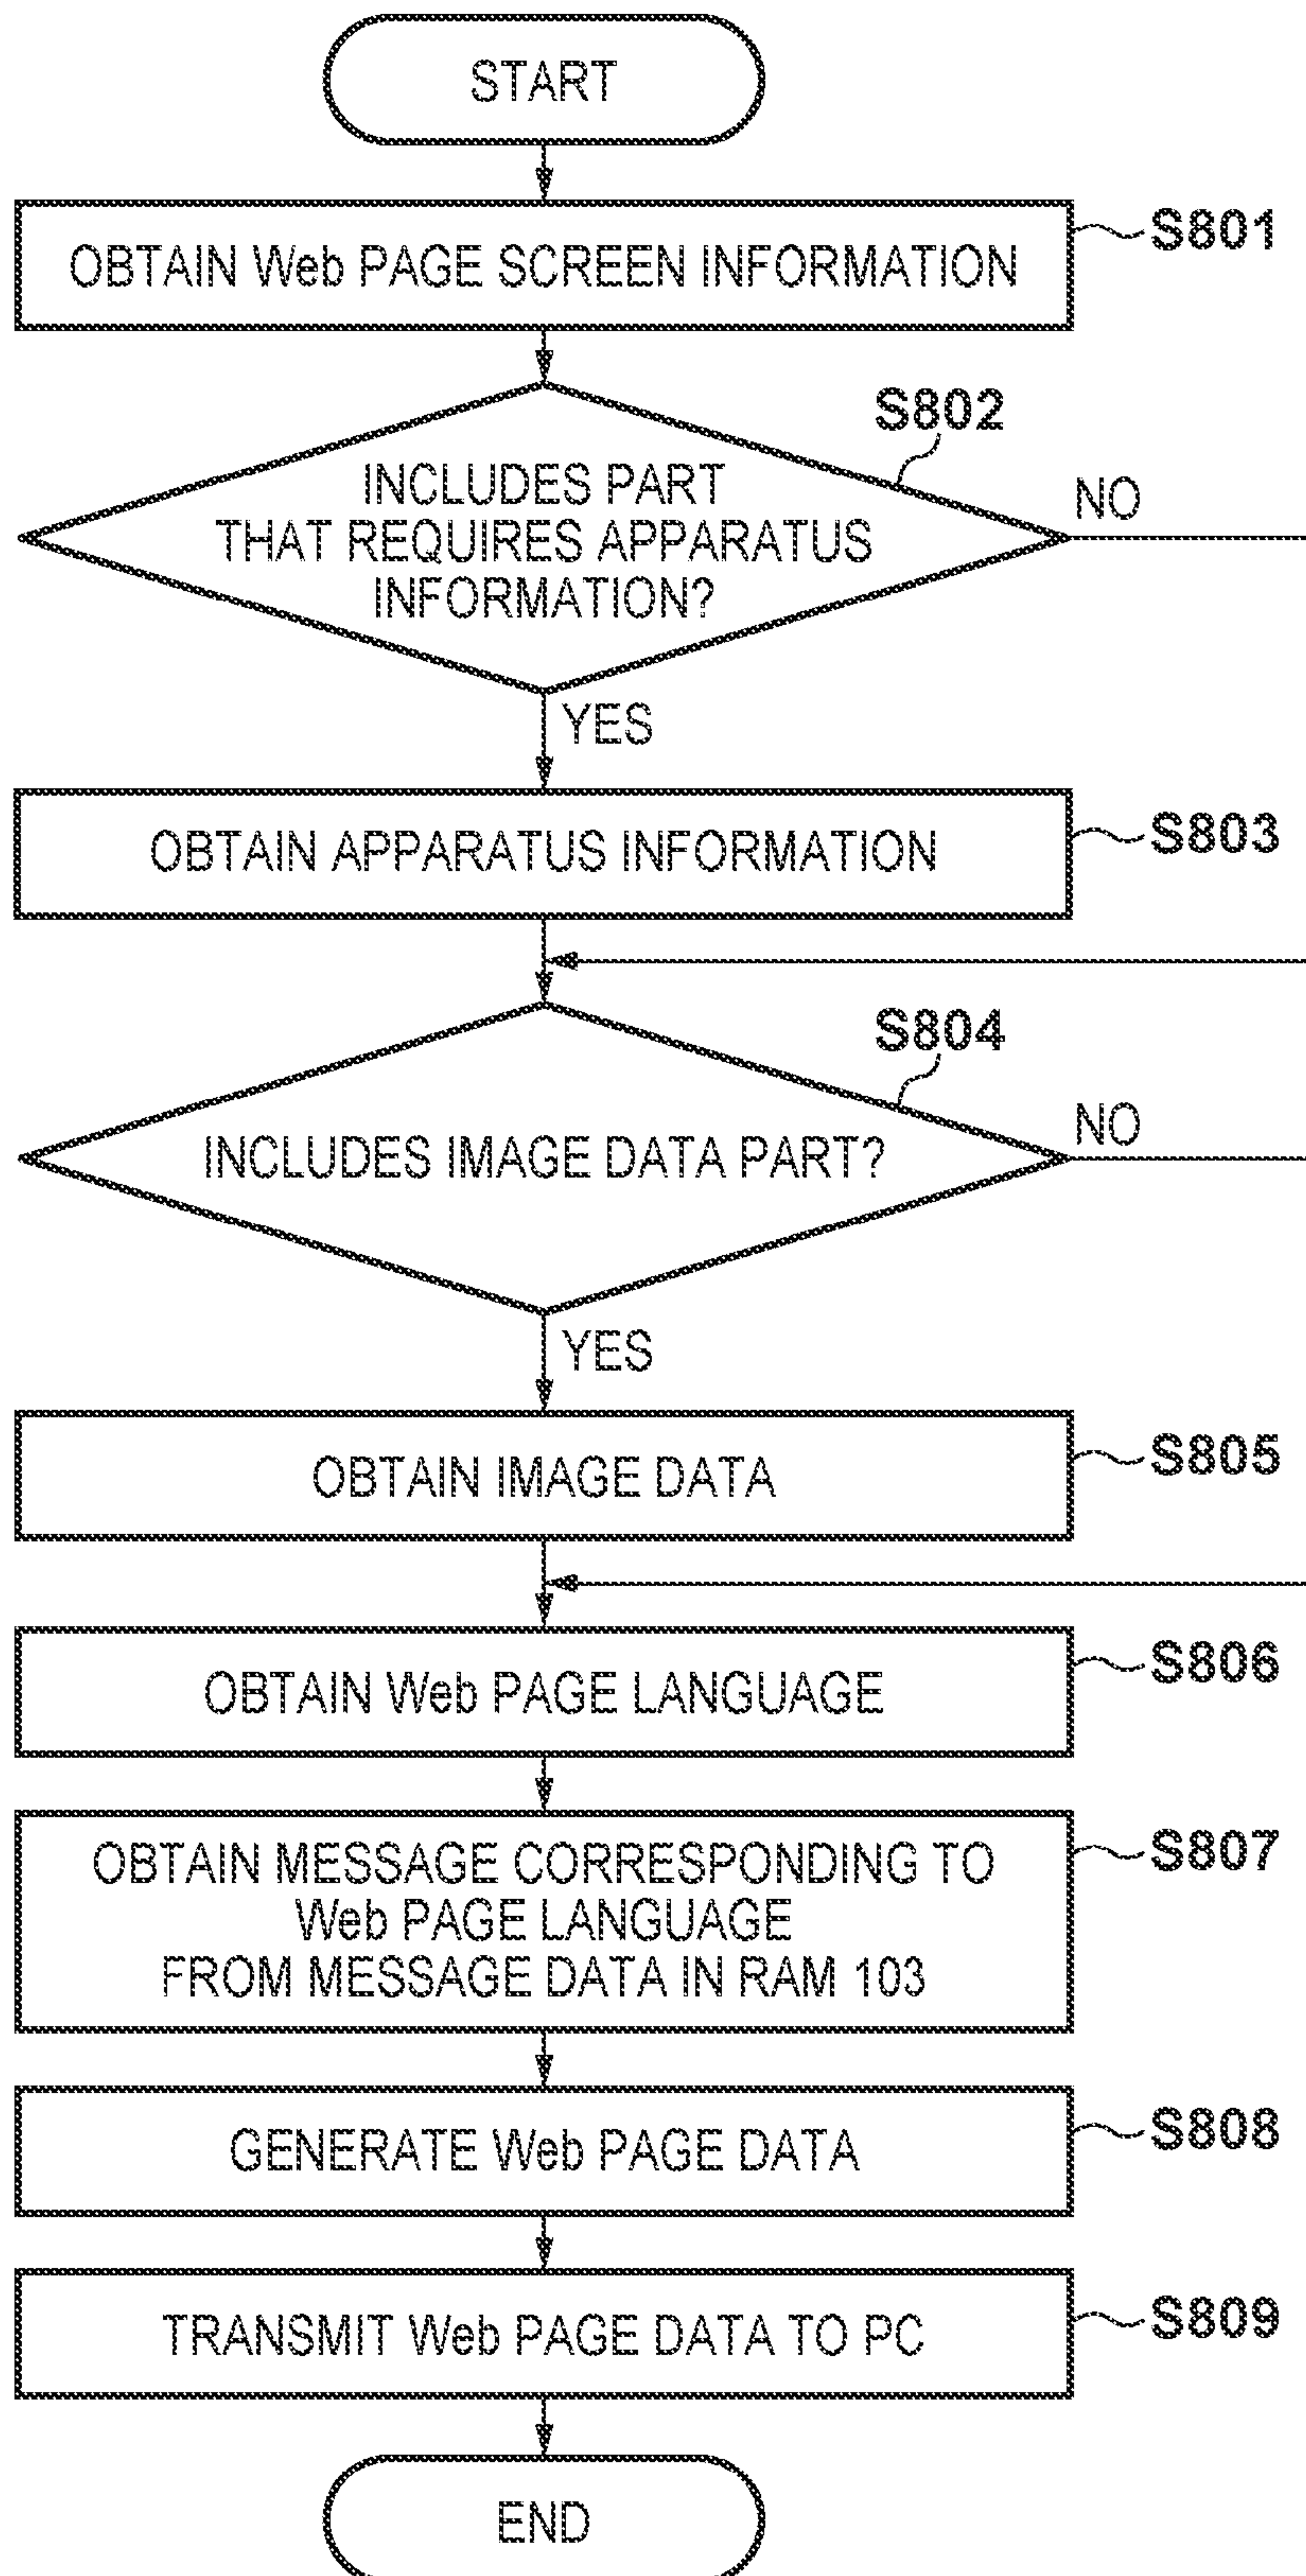 START
OBTAIN Web PAGE SCREEN INFORMATION
S801
S802
INCLUDES PART
THAT REQUIRES APPARATUS
INFORMATION?
NO
YES
OBTAIN APPARATUS INFORMATION
S803
S804
INCLUDES IMAGE DATA PART?
NO
YES
OBTAIN IMAGE DATA
S805
OBTAIN Web PAGE LANGUAGE
S806
OBTAIN MESSAGE CORRESPONDING TO
Web PAGE LANGUAGE
FROM MESSAGE DATA IN RAM 103
S807
GENERATE Web PAGE DATA
S808
TRANSMIT Web PAGE DATA TO PC
S809
END